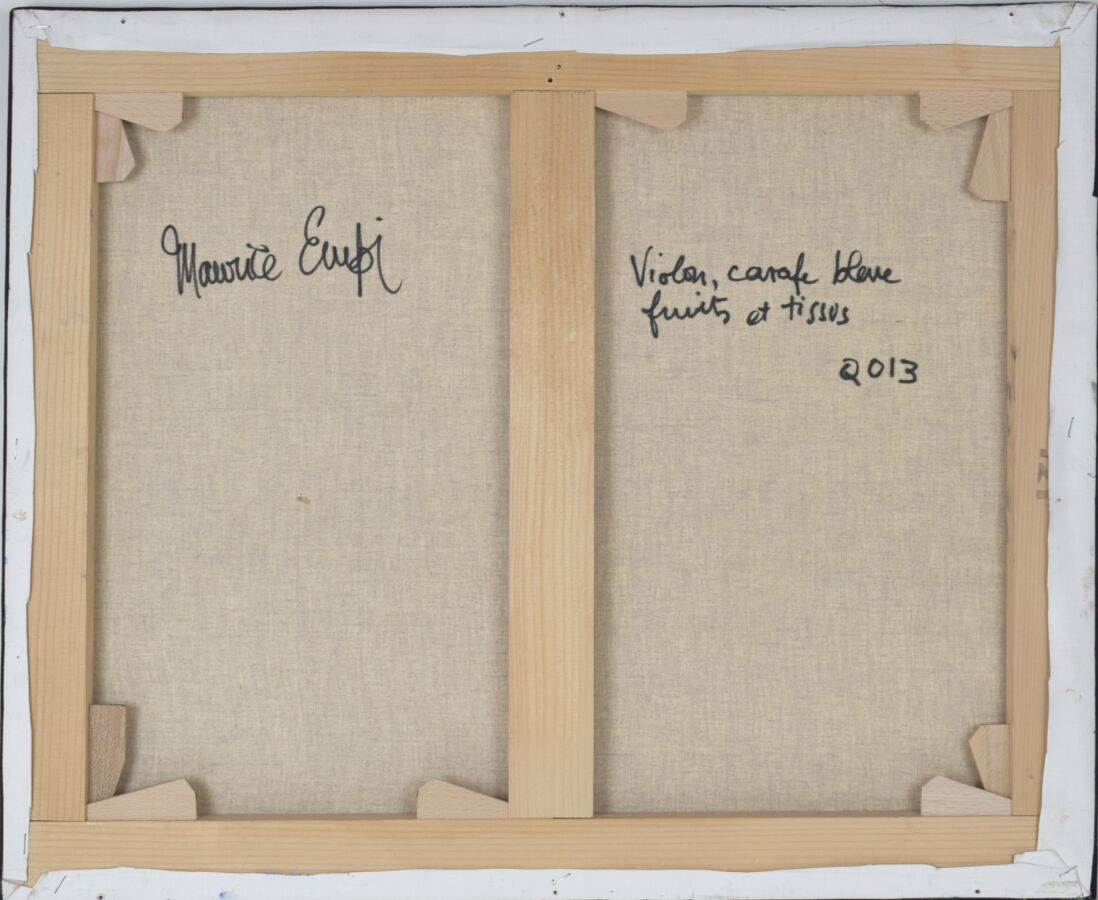 Maurice Empi
Violon, carafe bleue
fruits et tissus
2013